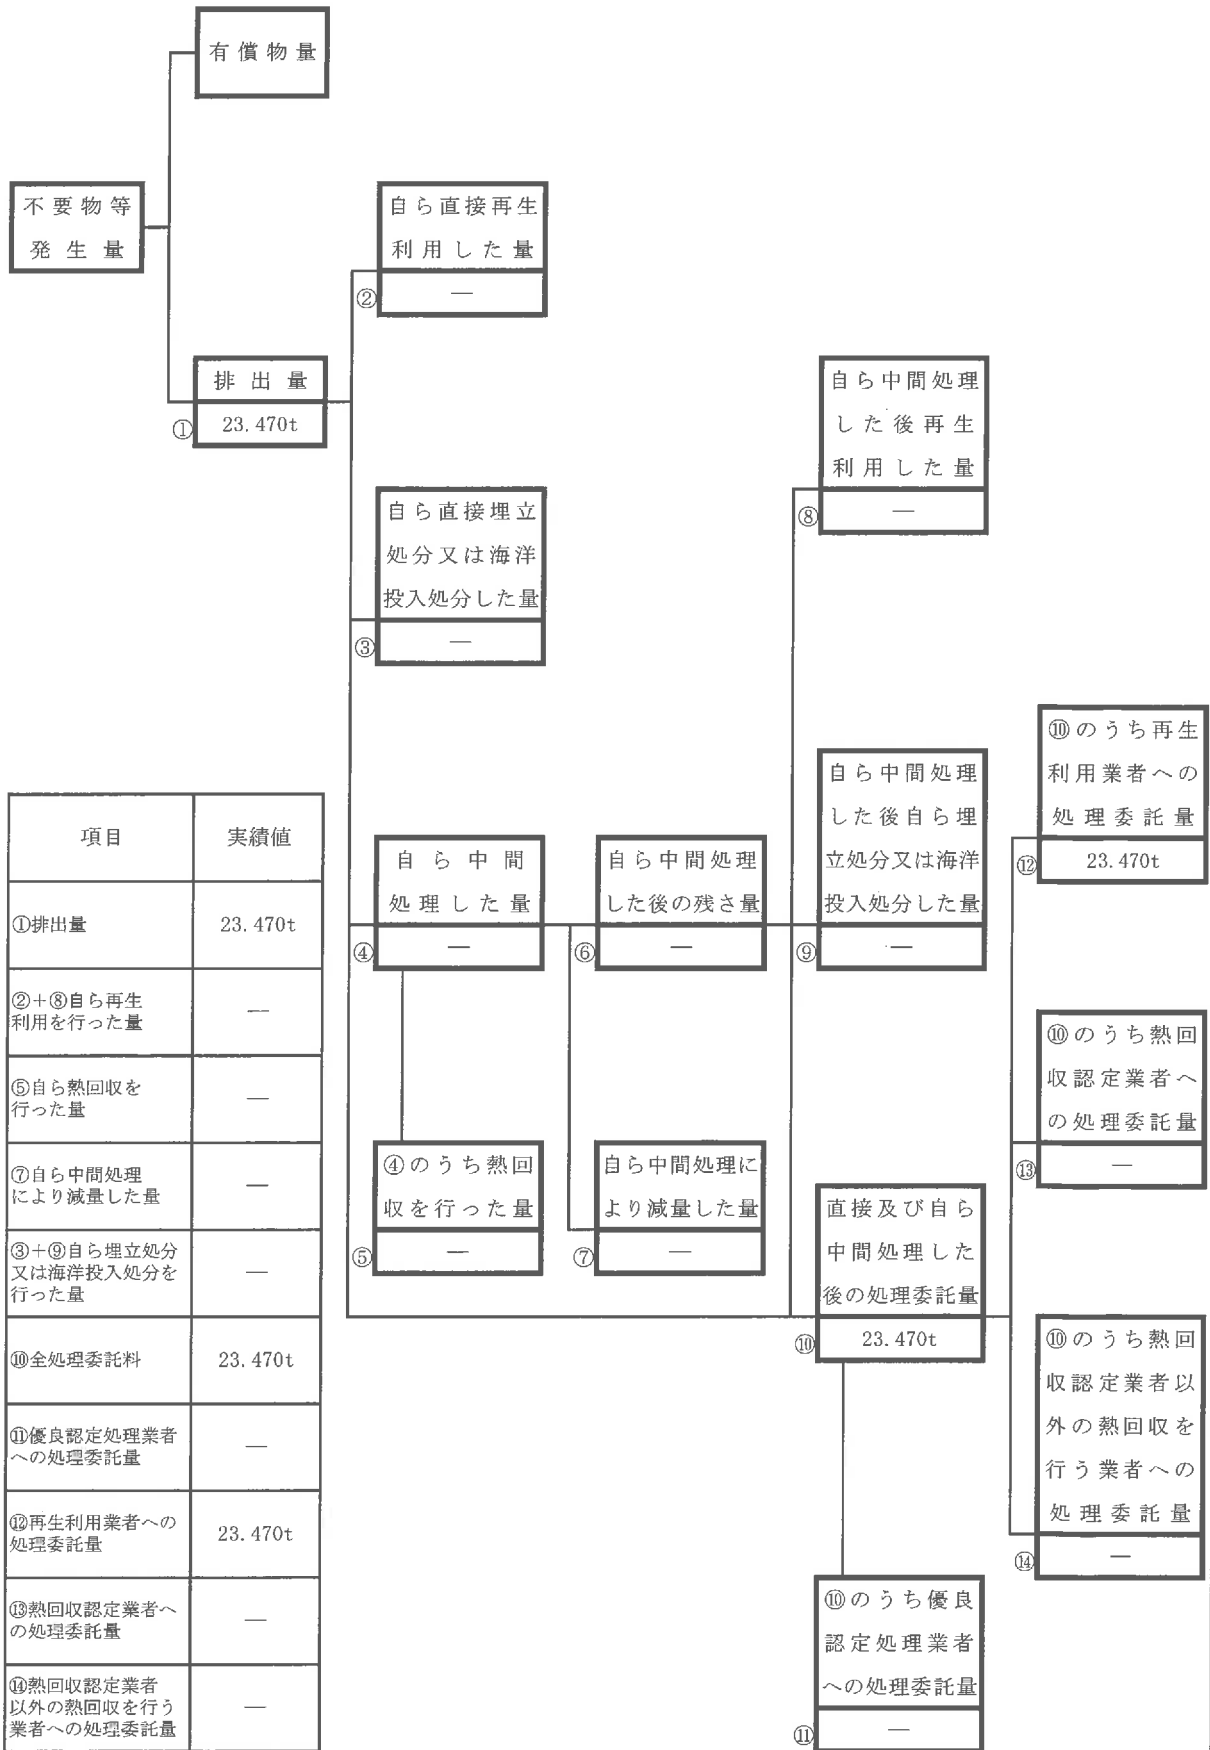 有償物量
不要物等
発生量
自ら直接再生
利用した量
②
―
排出量
①
23.470t
自ら中間処理
した後再生
利用した量
⑧
―
自ら直接埋立
処分又は海洋
投入処分した量
③
―
⑩のうち再生
利用業者への
処理委託量
⑫
23.470t
自ら中間処理
した後自ら埋
立処分又は海洋
投入処分した量
⑨
―
自ら中間
処理した量
④
―
自ら中間処理
した後の残さ量
⑥
―
⑩のうち熱回
収認定業者へ
の処理委託量
⑬
―
④のうち熱回
収を行った量
⑤
―
自ら中間処理に
より減量した量
⑦
―
直接及び自ら
中間処理した
後の処理委託量
⑩
23.470t
⑩のうち熱回
収認定業者以
外の熱回収を
行う業者への
処理委託量
⑭
―
⑩のうち優良
認定処理業者
への処理委託量
⑪
―
項目 実績値
①排出量 23.470t
②+⑧自ら再生
利用を行った量 ―
⑤自ら熱回収を
行った量 ―
⑦自ら中間処理
により減量した量 ―
③+⑨自ら埋立処分
又は海洋投入処分を
行った量 ―
⑩全処理委託料 23.470t
⑪優良認定処理業者
への処理委託量 ―
⑫再生利用業者への
処理委託量 23.470t
⑬熱回収認定業者へ
の処理委託量 ―
⑭熱回収認定業者
以外の熱回収を行う
業者への処理委託量 ―